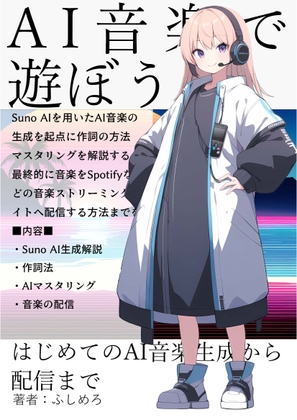 AI音楽で
遊ぼう
Suno AIを用いたAI音楽の
生成を起点に作詞の方法
マスタリングを解説する
最終的に音楽をSpotifyな
どの音楽ストリーミング
イトへ配信する方法まで
■内容■
・Suno AI生成解説
・作詞法
・AIマスタリング
・音楽の配信
はじめてのAI音楽生成から
配信まで
著者：ふしめろ